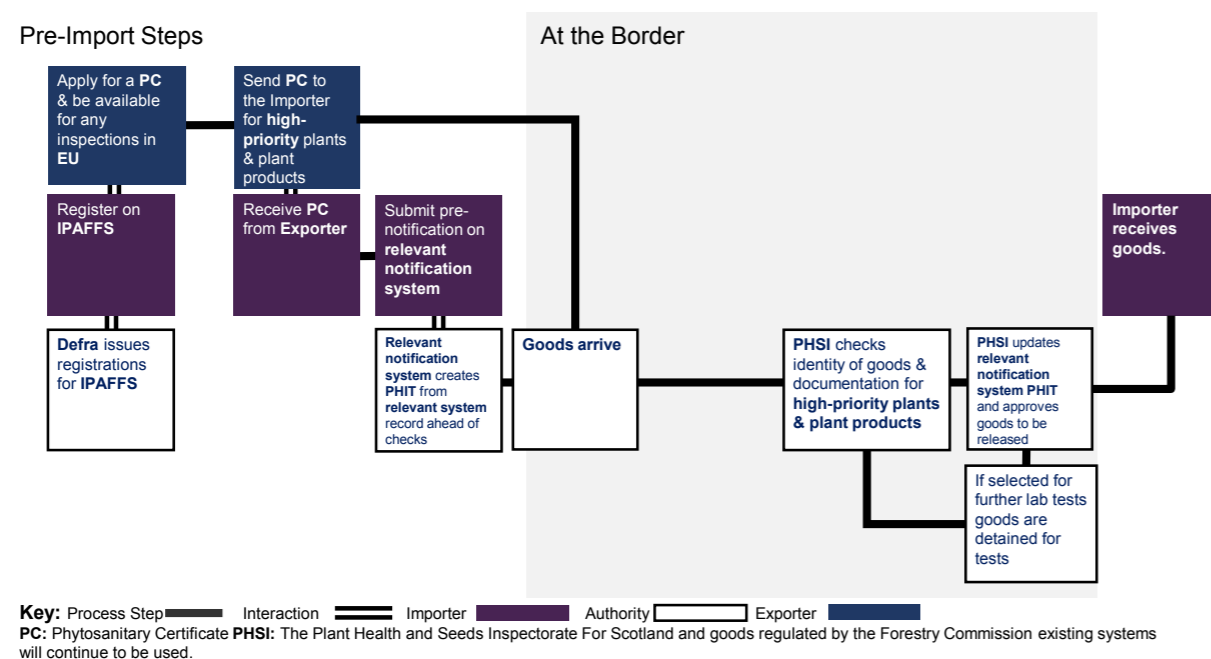 Pre-Import Steps
At the Border
Apply for a PC
& be available
for any
inspections in
EU
Send PC to
the Importer
for high-
priority plants
& plant
products
Register on
IPAFFS
Receive PC
from Exporter
Submit pre-
notification on
relevant
notification
system
Importer
receives
goods.
Defra issues
registrations
for IPAFFS
Relevant
notification
system creates
PHIT from
relevant system
record ahead of
checks
Goods arrive
PHSI checks
identity of goods &
documentation for
high-priority plants
& plant products
PHSI updates
relevant
notification
system PHIT
and approves
goods to be
released
If selected for
further lab tests
goods are
detained for
tests
Key: Process Step Interaction Importer Authority Exporter
PC: Phytosanitary Certificate PHSI: The Plant Health and Seeds Inspectorate For Scotland and goods regulated by the Forestry Commission existing systems
will continue to be used.